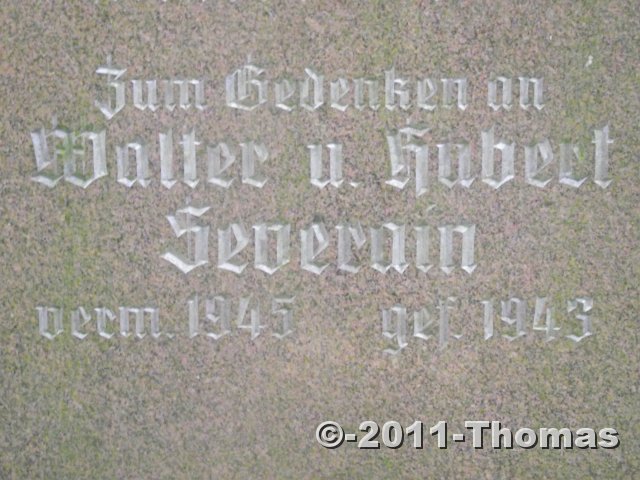 Zum Gedenken an
Walter u. Hubert
Severain
verm. 1945 gef. 1943
©-2011-Thomas